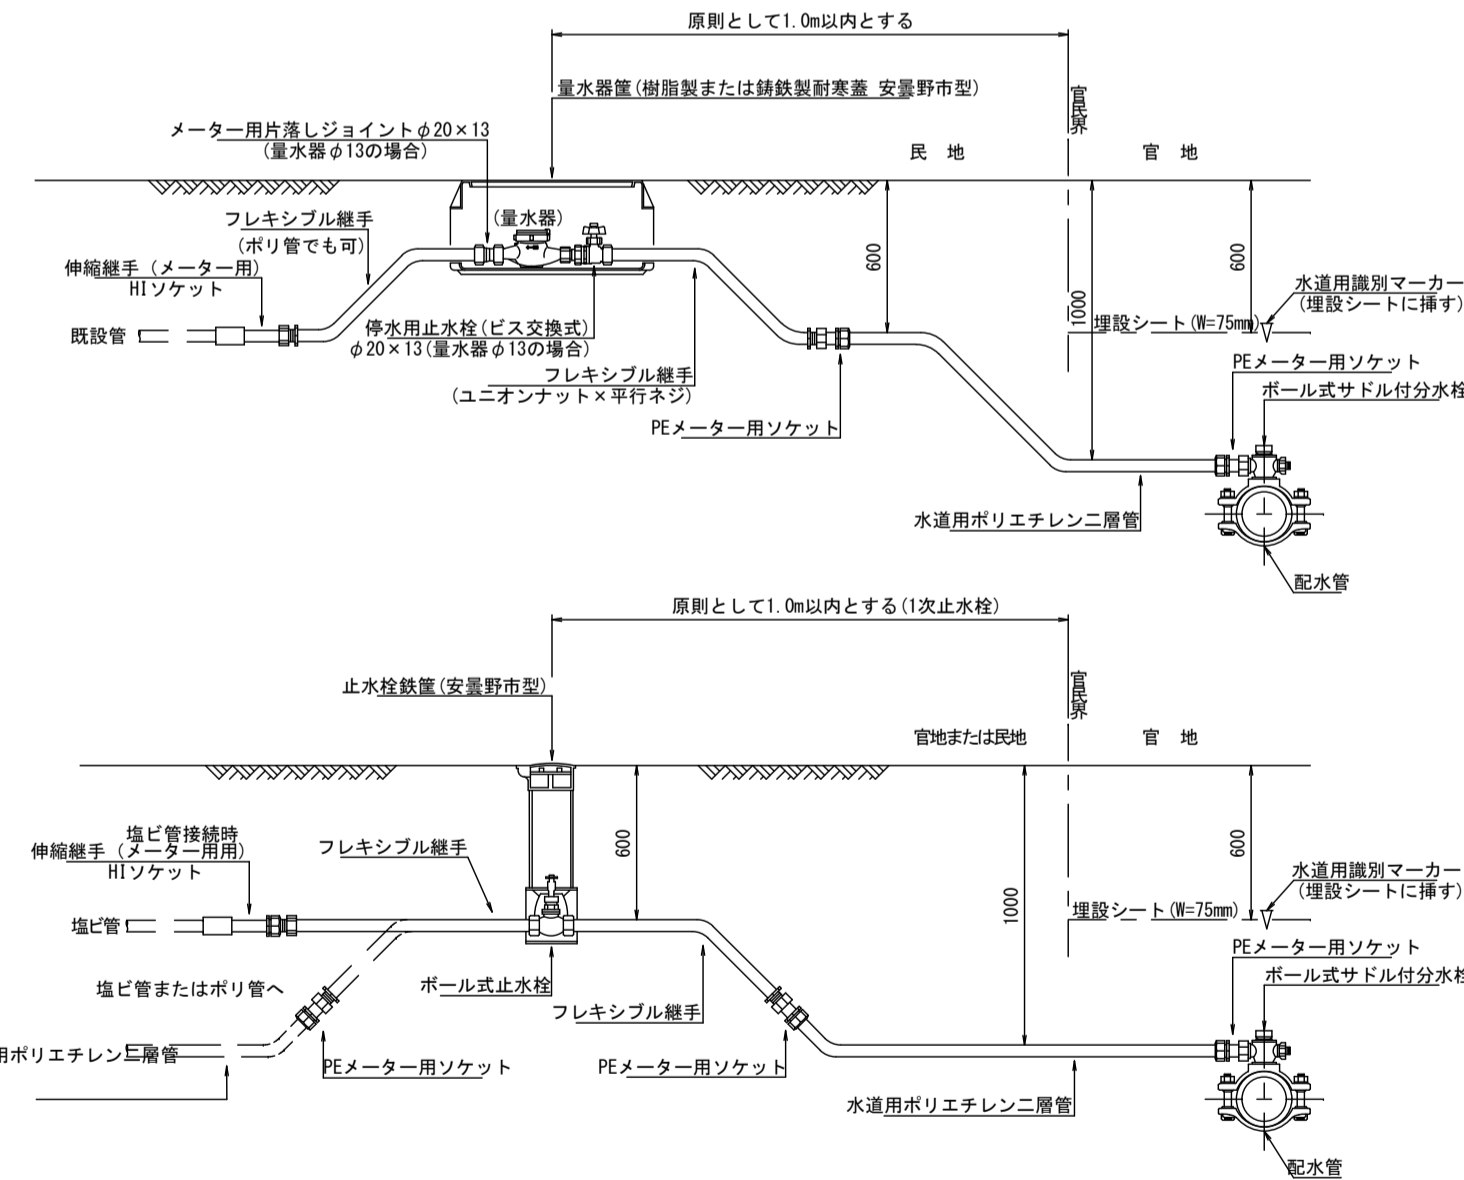 原則として1.0m以内とする
量水器筐(樹脂製または鋳鉄製耐寒蓋 安曇野市型)
官民界
メーター用片落しジョイントφ20×13
(量水器φ13の場合)
民 地
官 地
フレキシブル継手
(ポリ管でも可)
(量水器)
600
600
伸縮継手 (メーター用)
HIソケット
水道用識別マーカー
(埋設シートに挿す)
1000
既設管
停水用止水栓(ビス交換式)
φ20×13(量水器φ13の場合)
埋設シート(W=75mm)
フレキシブル継手
(ユニオンナット×平行ネジ)
PEメーター用ソケット
ボール式サドル付分水栓
PEメーター用ソケット
水道用ポリエチレン二層管
配水管
原則として1.0m以内とする(1次止水栓)
止水栓鉄筐(安曇野市型)
官民界
官地または民地
官 地
塩ビ管接続時
伸縮継手 (メーター用用)
HIソケット
フレキシブル継手
600
600
水道用識別マーカー
(埋設シートに挿す)
1000
埋設シート(W=75mm)
塩ビ管
PEメーター用ソケット
塩ビ管またはポリ管へ
ボール式止水栓
ボール式サドル付分水栓
フレキシブル継手
用ポリエチレン二層管
PEメーター用ソケット
PEメーター用ソケット
水道用ポリエチレン二層管
配水管